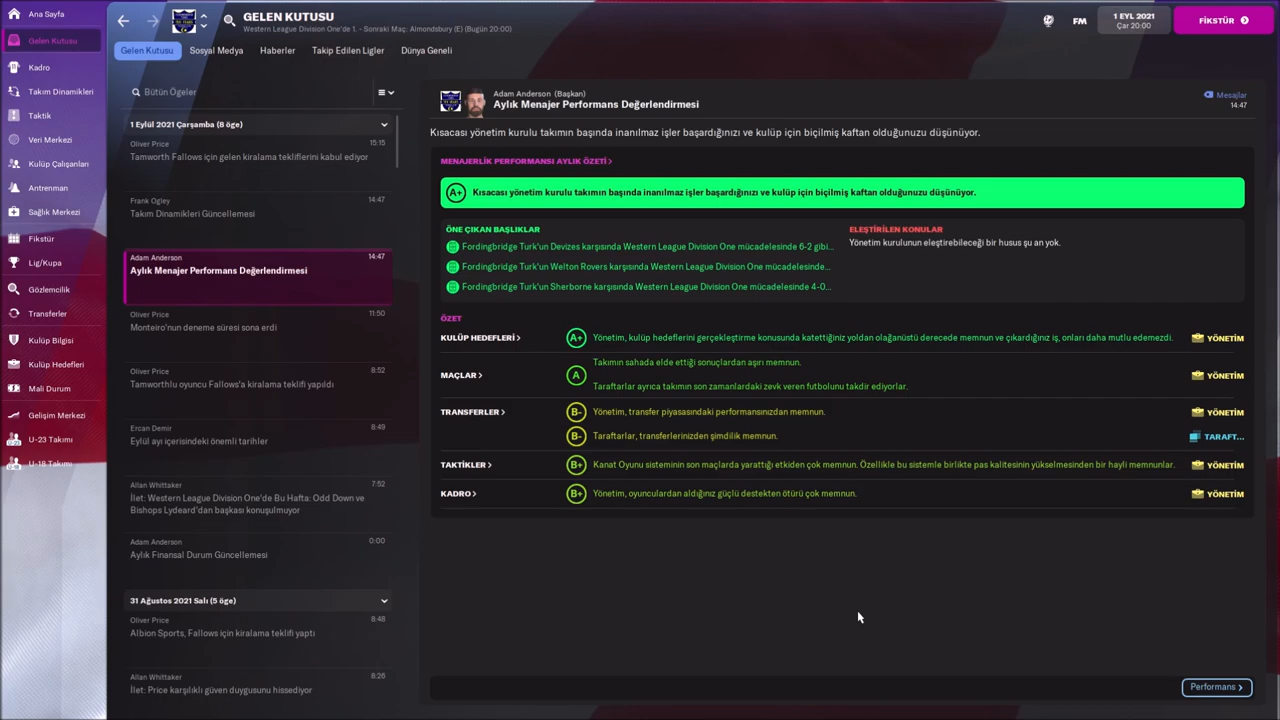 Ana Sayfa
Gelen Kutusu
Kadro
Takım Dinamikleri
Taktik
Veri Merkezi
Kulüp Çalışanları
Antrenman
Sağlık Merkezi
Fikstür
Lig/Kupa
Gözlemcilik
Transferler
Kulüp Bilgisi
Kulüp Hedefleri
Mali Durum
Gelişim Merkezi
U-23 Takımı
U-18 Takımı
GELEN KUTUSU
Western League Division One'de 1. - Sonraki Maç: Almondsbury (E) (Bugün 20:00)
FM
1 EYL 2021
Çar 20:00
FİKSTÜR
Gelen Kutusu
Sosyal Medya
Haberler
Takip Edilen Ligler
Dünya Geneli
Bütün Ögeler
1 Eylül 2021 Çarşamba (8 öge)
Oliver Price 15:15
Tamworth Fallows için gelen kiralama tekliflerini kabul ediyor
Frank Ogley 14:47
Takım Dinamikleri Güncellemesi
Adam Anderson 14:47
Aylık Menajer Performans Değerlendirmesi
Oliver Price 11:50
Monteiro'nun deneme süresi sona erdi
Oliver Price 8:52
Tamworthlu oyuncu Fallows'a kiralama teklifi yapıldı
Ercan Demir 8:49
Eylül ayı içerisindeki önemli tarihler
Allan Whittaker 7:52
İlet: Western League Division One'de Bu Hafta: Odd Down ve
Bishops Lydeard'dan başkası konuşulmuyor
Adam Anderson 0:00
Aylık Finansal Durum Güncellemesi
31 Ağustos 2021 Salı (5 öge)
Oliver Price 8:48
Albion Sports, Fallows için kiralama teklifi yaptı
Allan Whittaker 8:26
İlet: Price karşılıklı güven duygusunu hissediyor
Adam Anderson (Başkan)
Aylık Menajer Performans Değerlendirmesi
Mesajlar
14:47
Kısacası yönetim kurulu takımın başında inanılmaz işler başardığınızı ve kulüp için biçilmiş kaftan olduğunuzu düşünüyor.
MENAJERLİK PERFORMANSI AYLIK ÖZETİ
A+ Kısacası yönetim kurulu takımın başında inanılmaz işler başardığınızı ve kulüp için biçilmiş kaftan olduğunuzu düşünüyor.
ÖNE ÇIKAN BAŞLIKLAR
Fordingbridge Turk'un Devizes karşısında Western League Division One mücadelesinde 6-2 gibi...
Fordingbridge Turk'un Welton Rovers karşısında Western League Division One mücadelesinde...
Fordingbridge Turk'un Sherborne karşısında Western League Division One mücadelesinde 4-0...
ELEŞTİRİLEN KONULAR
Yönetim kurulunun eleştirebileceği bir husus şu an yok.
ÖZET
KULÜP HEDEFLERİ A+ Yönetim, kulüp hedeflerini gerçekleştirme konusunda katettiğiniz yoldan olağanüstü derecede memnun ve çıkardığınız iş, onları daha mutlu edemezdi. YÖNETİM
MAÇLAR A Takımın sahada elde ettiği sonuçlardan aşırı memnun. YÖNETİM
Taraftarlar ayrıca takımın son zamanlardaki zevk veren futbolunu takdir ediyorlar.
TRANSFERLER B- Yönetim, transfer piyasasındaki performansınızdan memnun. YÖNETİM
B- Taraftarlar, transferlerinizden şimdilik memnun. TARAFT...
TAKTİKLER B+ Kanat Oyunu sisteminin son maçlarda yarattığı etkiden çok memnun. Özellikle bu sistemle birlikte pas kalitesinin yükselmesinden bir hayli memnunlar. YÖNETİM
KADRO B+ Yönetim, oyunculardan aldığınız güçlü destekten ötürü çok memnun. YÖNETİM
Performans